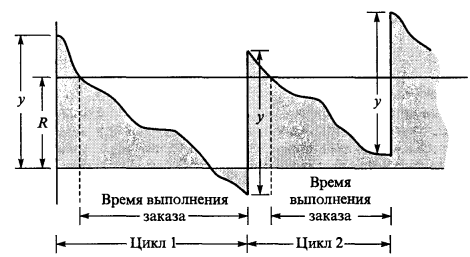 y
R
y
y
Время выполнения
заказа
Время
выполнения
заказа
Цикл 1
Цикл 2